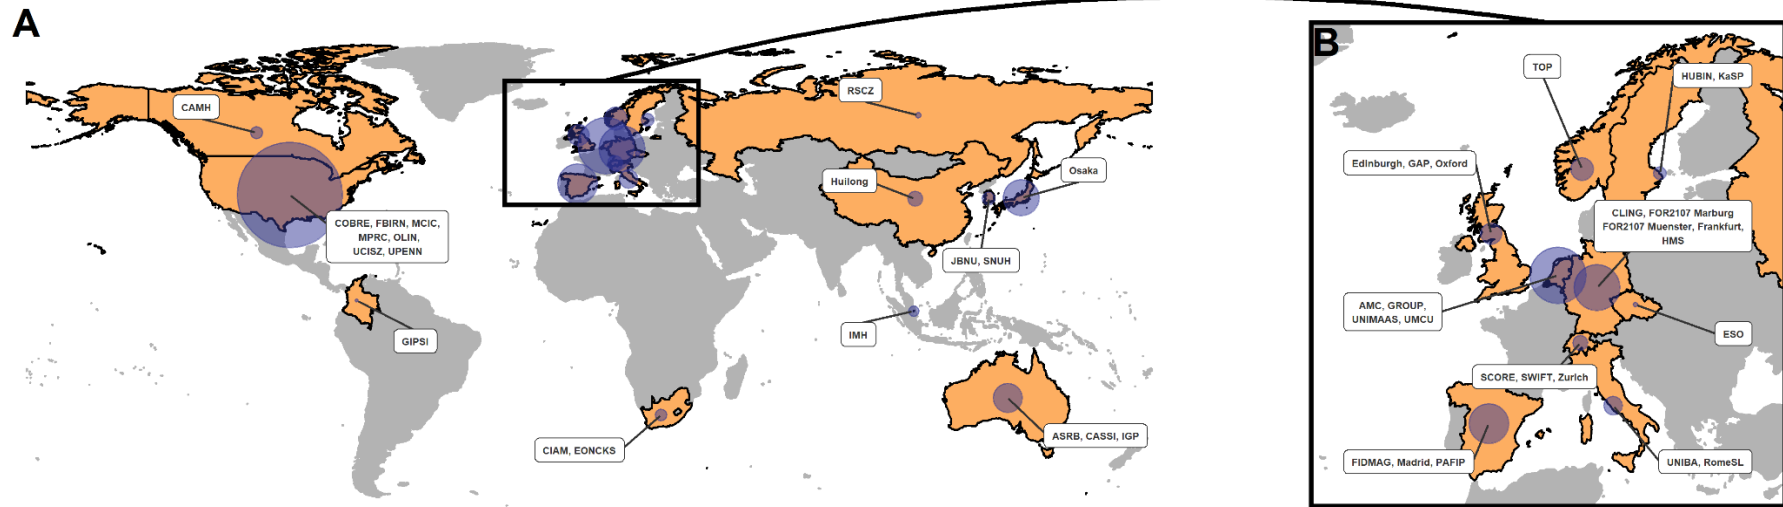 A
CAMH
COBRE, FBIRN, MCIC,
MPRC, OLIN,
UCISZ, UPENN
GIPSI
CIAM, EONCKS
RSCZ
Huilong
Osaka
JBNU, SNUH
IMH
ASRB, CASSI, IGP
B
TOP
HUBIN, KaSP
Edinburgh, GAP, Oxford
CLING, FOR2107 Marburg
FOR2107 Muenster, Frankfurt,
HMS
AMC, GROUP,
UNIMAAS, UMCU
ESO
SCORE, SWIFT, Zurich
FIDMAG, Madrid, PAFIP
UNIBA, RomeSL